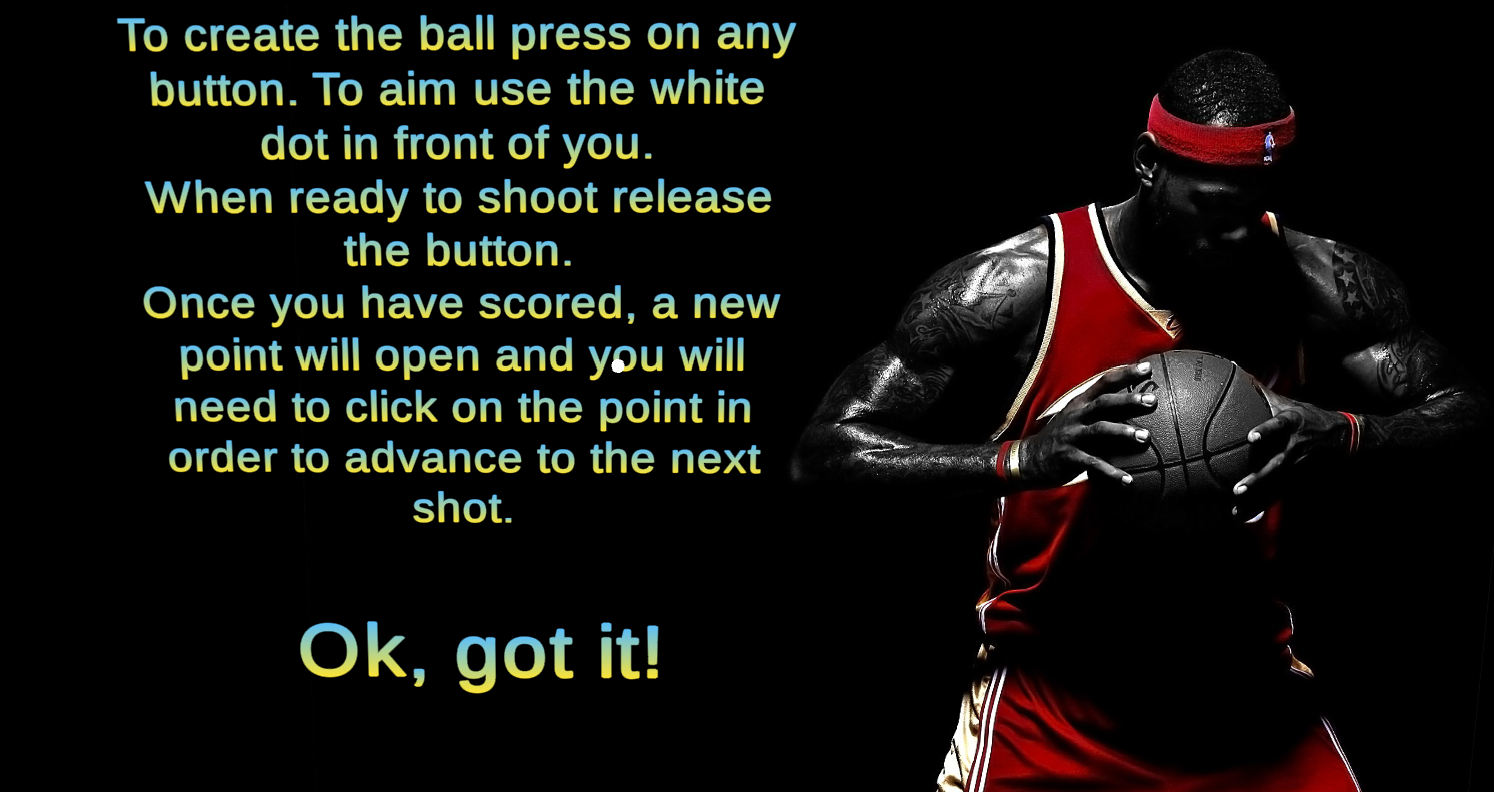 To create the ball press on any
button. To aim use the white
dot in front of you.
When ready to shoot release
the button.
Once you have scored, a new
point will open and you will
need to click on the point in
order to advance to the next
shot.
Ok, got it!